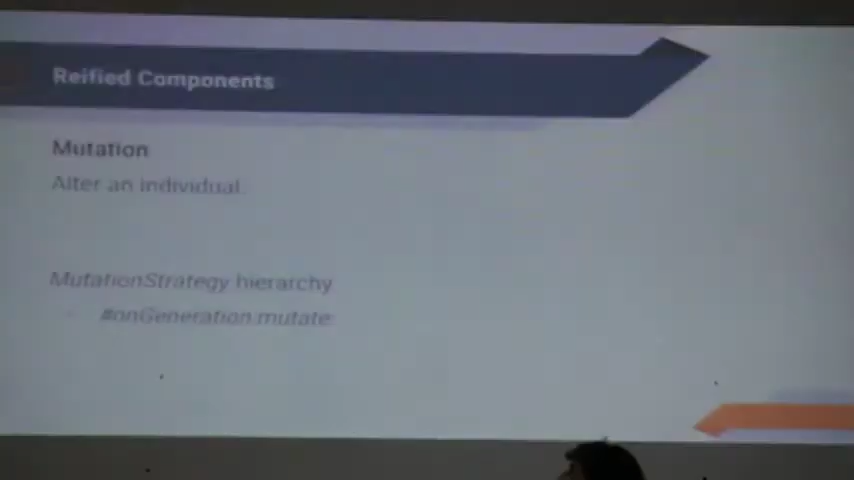 Reified Components
Mutation
Alter an individual.
MutationStrategy hierarchy
- #onGeneration:mutate: